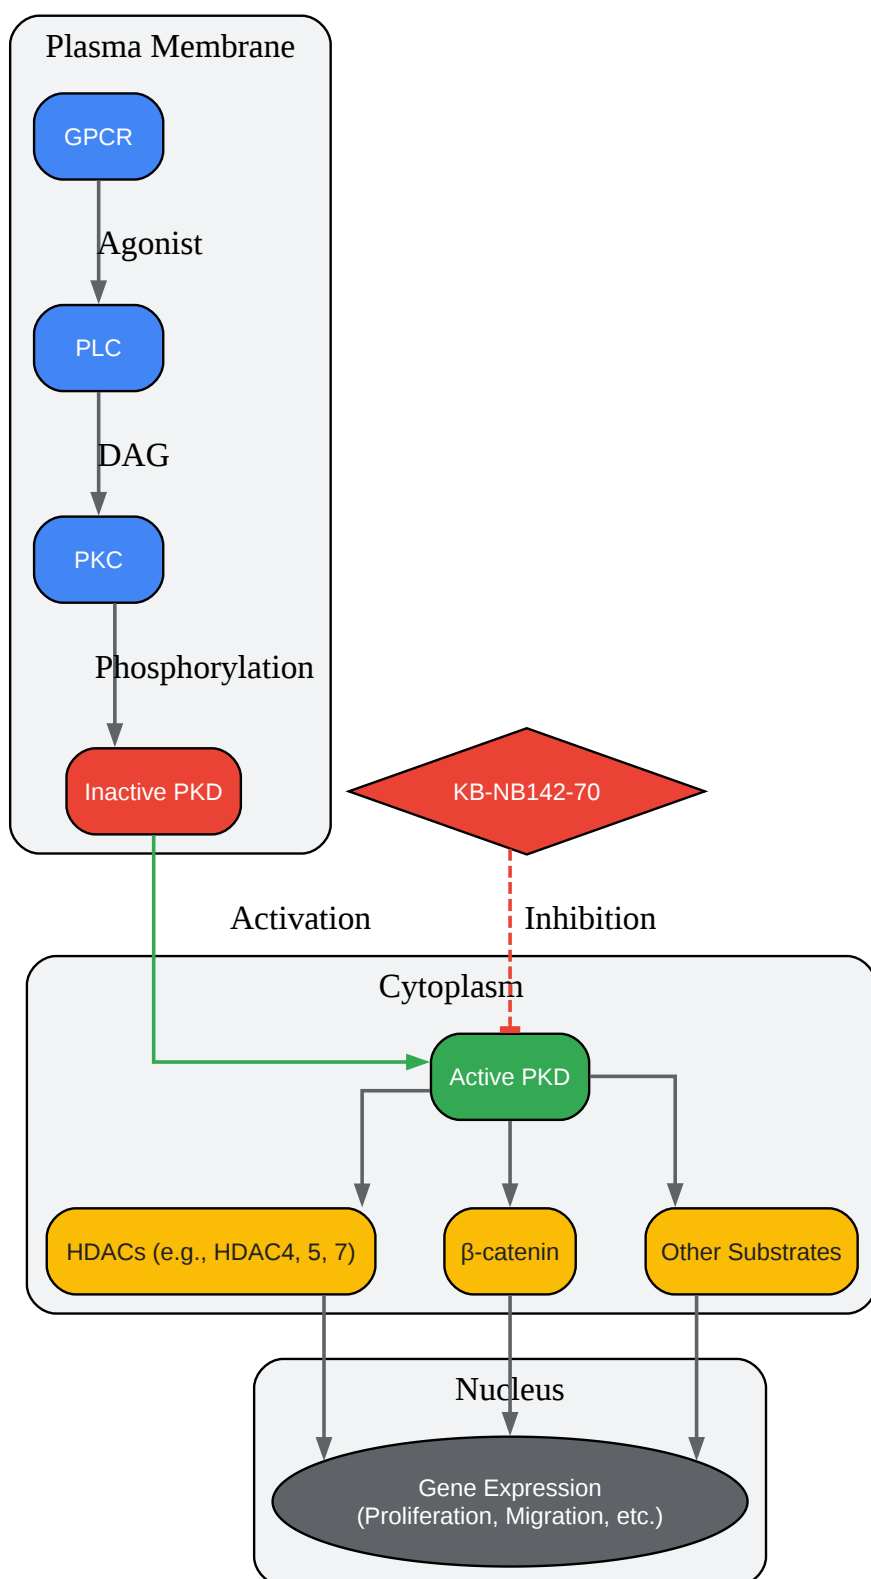 Plasma Membrane
GPCR
Agonist
PLC
DAG
PKC
Phosphorylation
Inactive PKD
KB-NB142-70
Activation
Inhibition
Cytoplasm
Active PKD
HDACs (e.g., HDAC4, 5, 7)
β-catenin
Other Substrates
Nucleus
Gene Expression
(Proliferation, Migration, etc.)